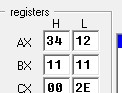 registers
H L
AX 34 12
BX 11 11
CX 00 2E